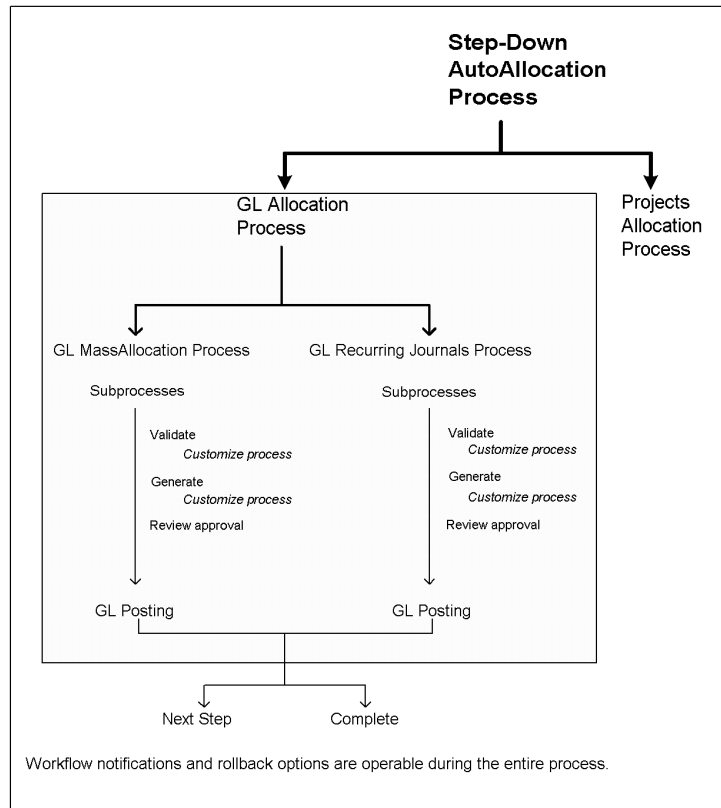 Step-Down
AutoAllocation
Process
GL Allocation
Process
Projects
Allocation
Process
GL MassAllocation Process
GL Recurring Journals Process
Subprocesses
Subprocesses
Validate
Customize process
Generate
Customize process
Review approval
Validate
Customize process
Generate
Customize process
Review approval
GL Posting
GL Posting
Next Step
Complete
Workflow notifications and rollback options are operable during the entire process.